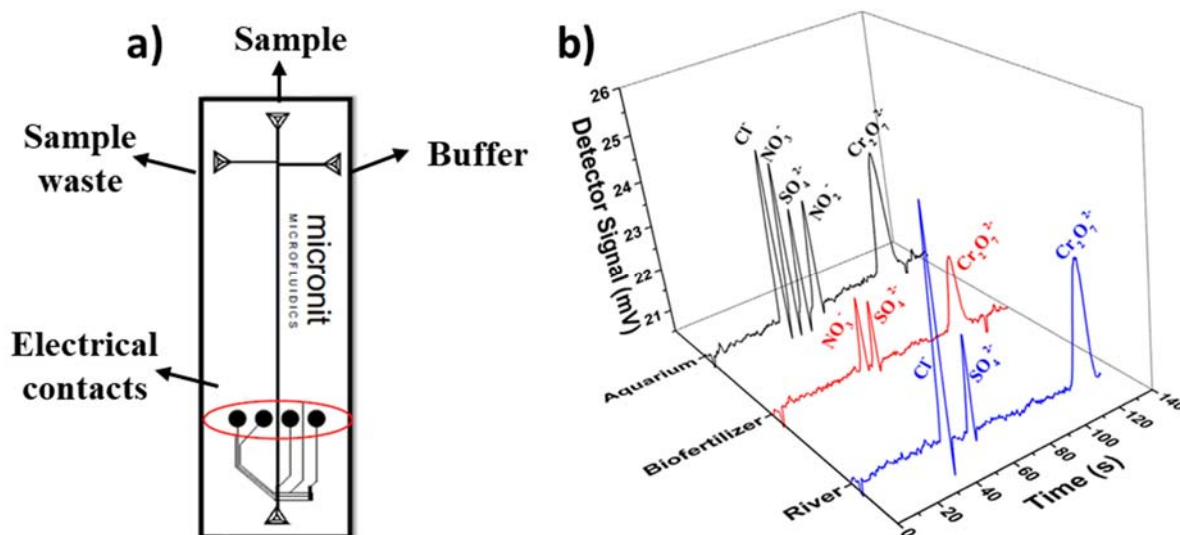 a)
Sample
Sample
waste
Buffer
micronit
MICROFLUIDICS
Electrical
contacts
b)
Detector Signal (mV)
26
25
24
23
22
21
Cl⁻
NO₃⁻
SO₄²⁻
NO₂⁻
Cr₂O₇²⁻
NO₃⁻
SO₄²⁻
Cr₂O₇²⁻
Cl⁻
SO₄²⁻
Cr₂O₇²⁻
Aquarium
Biofertilizer
River
0
20
40
60
80
100
120
140
Time (s)